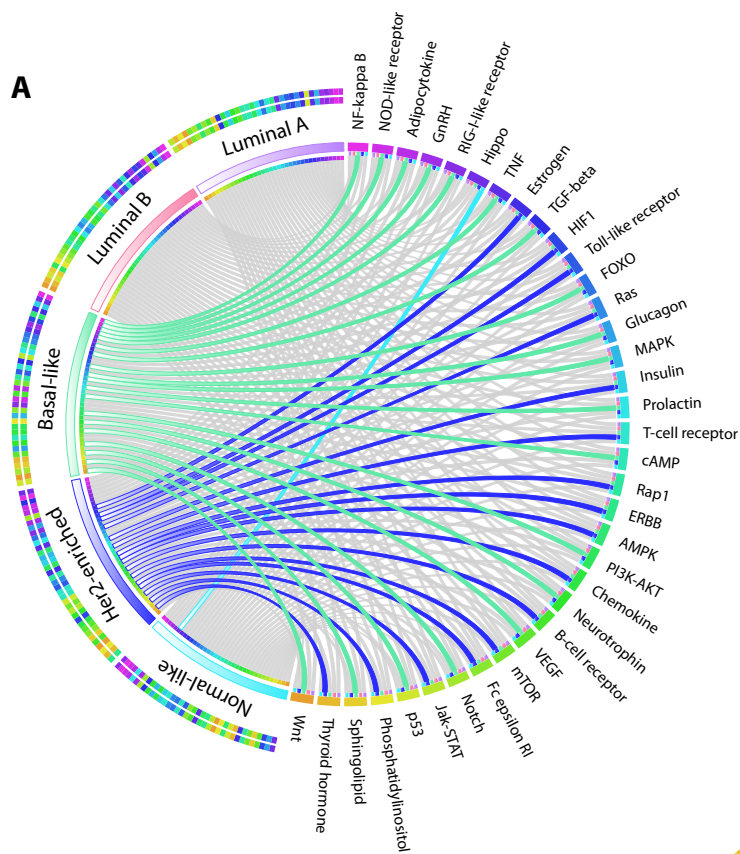 A
Luminal A
Luminal B
Basal-like
Her2-enriched
Normal-like
NF-kappa B
NOD-like receptor
Adipocytokine
GnRH
RIG-I-like receptor
Hippo
TNF
Estrogen
TGF-beta
HIF1
Toll-like receptor
FOXO
Ras
Glucagon
MAPK
Insulin
Prolactin
T-cell receptor
cAMP
Rap1
ERBB
AMPK
PI3K-AKT
Chemokine
Neurotrophin
B-cell receptor
VEGF
mTOR
Fc epsilon RI
Notch
Jak-STAT
p53
Phosphatidylinositol
Sphingolipid
Thyroid hormone
Wnt